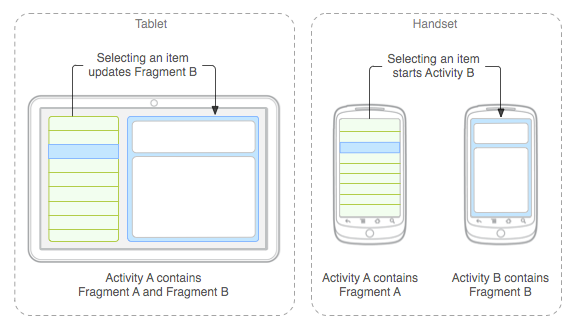 Tablet
Selecting an item
updates Fragment B
Activity A contains
Fragment A and Fragment B
Handset
Selecting an item
starts Activity B
Activity A contains
Fragment A
Activity B contains
Fragment B